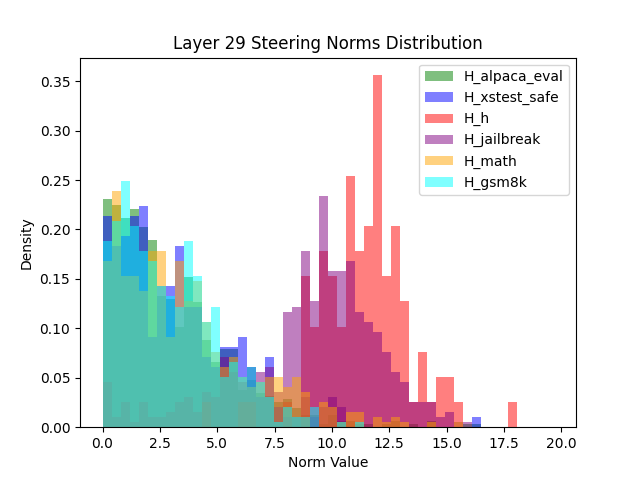 Layer 29 Steering Norms Distribution
H_alpaca_eval
H_xstest_safe
H_h
H_jailbreak
H_math
H_gsm8k
Density
0.35
0.30
0.25
0.20
0.15
0.10
0.05
0.00
0.0 2.5 5.0 7.5 10.0 12.5 15.0 17.5 20.0
Norm Value